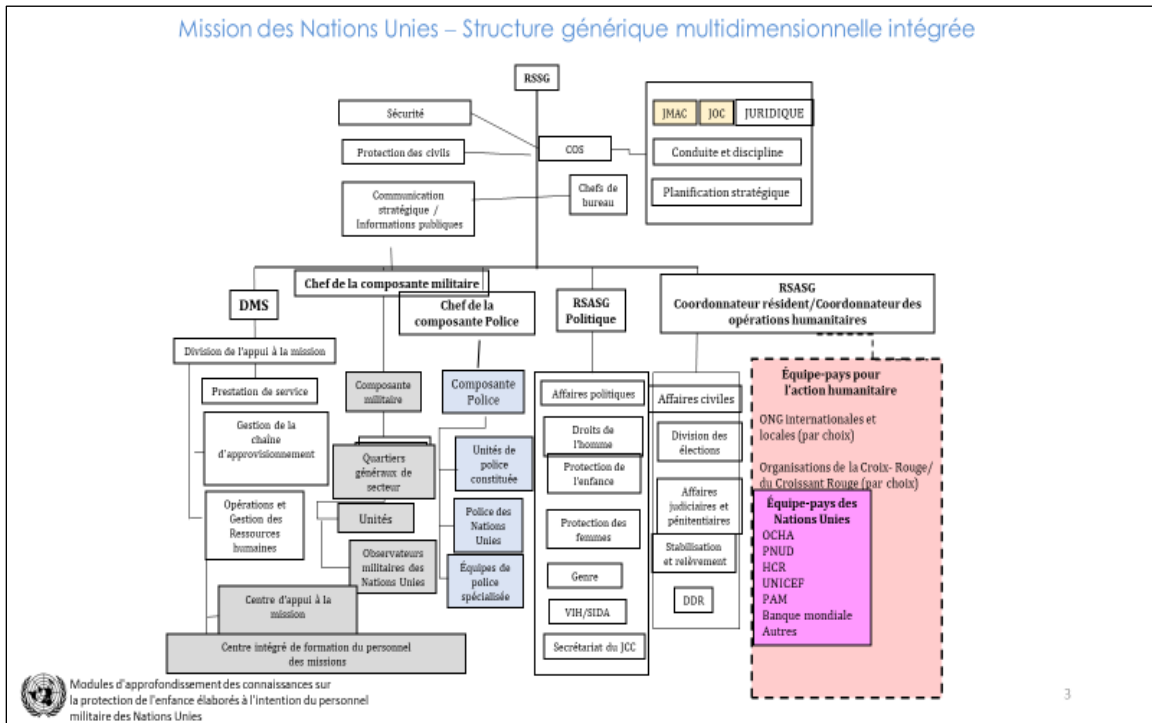 Mission des Nations Unies – Structure générique multidimensionnelle intégrée
RSSG
Sécurité
Protection des civils
Communication
stratégique /
Informations publiques
COS
Chefs de
bureau
JMAC
JOC
JURIDIQUE
Conduite et discipline
Planification stratégique
Chef de la composante militaire
DMS
Chef de la
composante Police
RSASG
Politique
RSASG
Coordonnateur résident/Coordonnateur des
opérations humanitaires
Division de l'appui à la mission
Prestation de service
Gestion de la
chaîne
d'approvisionnement
Opérations et
Gestion des
Ressources
humaines
Centre d'appui à la
mission
Centre intégré de formation du personnel
des missions
Composante
militaire
Quartiers
généraux de
secteur
Unités
Observateurs
militaires des
Nations Unies
Composante
Police
Unités de
police
constituée
Police des
Nations
Unies
Équipes de
police
spécialisée
Affaires politiques
Droits de
l'homme
Protection de
l'enfance
Protection des
femmes
Genre
VIH/SIDA
Secrétariat du JCC
Affaires civiles
Division des
élections
Affaires
judiciaires et
pénitentiaires
Stabilisation
et relèvement
DDR
Équipe-pays pour
l'action humanitaire
ONG internationales et
locales (par choix)
Organisations de la Croix- Rouge/
du Croissant Rouge (par choix)
Équipe-pays des
Nations Unies
OCHA
PNUD
HCR
UNICEF
PAM
Banque mondiale
Autres
Modules d'approfondissement des connaissances sur
la protection de l'enfance élaborés à l'intention du personnel
militaire des Nations Unies
3